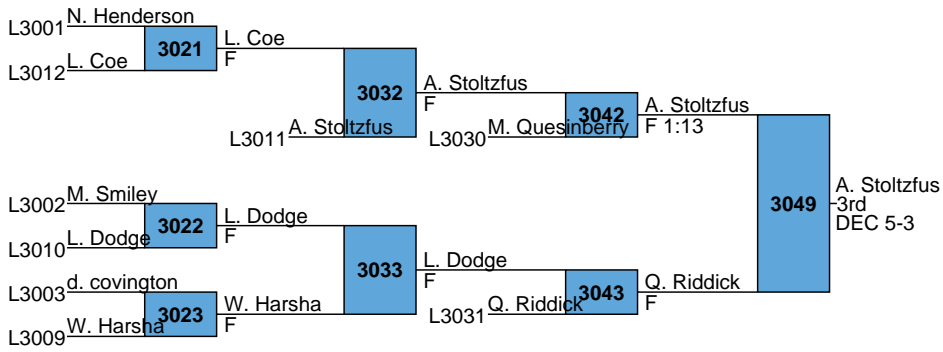 L3001 N. Henderson
3021
L3012 L. Coe
L. Coe
F
3032
L3011 A. Stoltzfus
A. Stoltzfus
F
3042
L3030 M. Quesinberry
A. Stoltzfus
F 1:13
L3002 M. Smiley
3022
L3010 L. Dodge
L. Dodge
F
L3003 d. covington
3023
L3009 W. Harsha
W. Harsha
F
3033
L. Dodge
F
3043
L3031 Q. Riddick
Q. Riddick
F
3049
A. Stoltzfus
3rd
DEC 5-3